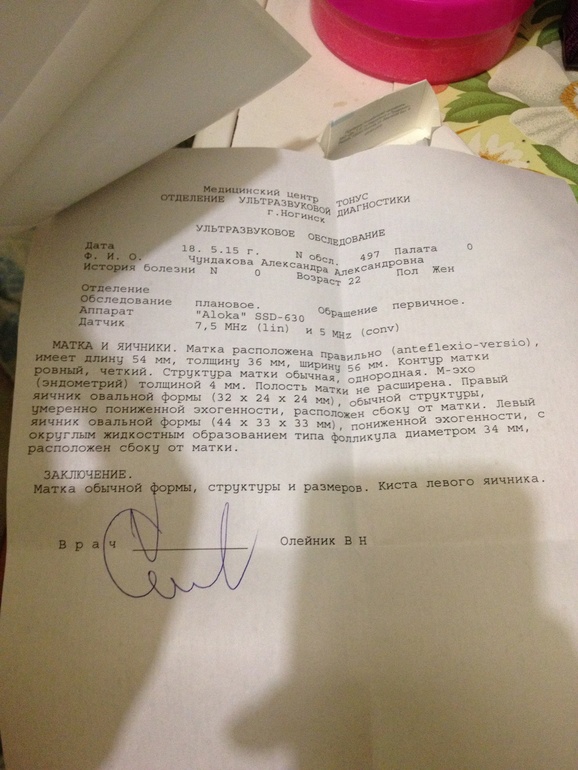 Медицинский центр ТОНУС
ОТДЕЛЕНИЕ УЛЬТРАЗВУКОВОЙ ДИАГНОСТИКИ
г.Ногинск
УЛЬТРАЗВУКОВОЕ ОБСЛЕДОВАНИЕ
Дата 18. 5.15 г. N обсл. 497 Палата 0
Ф. И. О. Чундакова Александра Александровна
История болезни N 0 Возраст 22 Пол Жен
Отделение
Обследование плановое. Обращение первичное.
Аппарат "Aloka" SSD-630
Датчик 7,5 MHz (lin) и 5 MHz (conv)
МАТКА И ЯИЧНИКИ. Матка расположена правильно (anteflexio-versio),
имеет длину 54 мм, толщину 36 мм, ширину 56 мм. Контур матки
ровный, четкий. Структура матки обычная, однородная. М-эхо
(эндометрий) толщиной 4 мм. Полость матки не расширена. Правый
яичник овальной формы (32 x 24 x 24 мм), обычной структуры,
умеренно пониженной эхогенности, расположен сбоку от матки. Левый
яичник овальной формы (44 x 33 x 33 мм), пониженной эхогенности, с
округлым жидкостным образованием типа фолликула диаметром 34 мм,
расположен сбоку от матки.
ЗАКЛЮЧЕНИЕ.
Матка обычной формы, структуры и размеров. Киста левого яичника.
В р а ч Олейник В Н